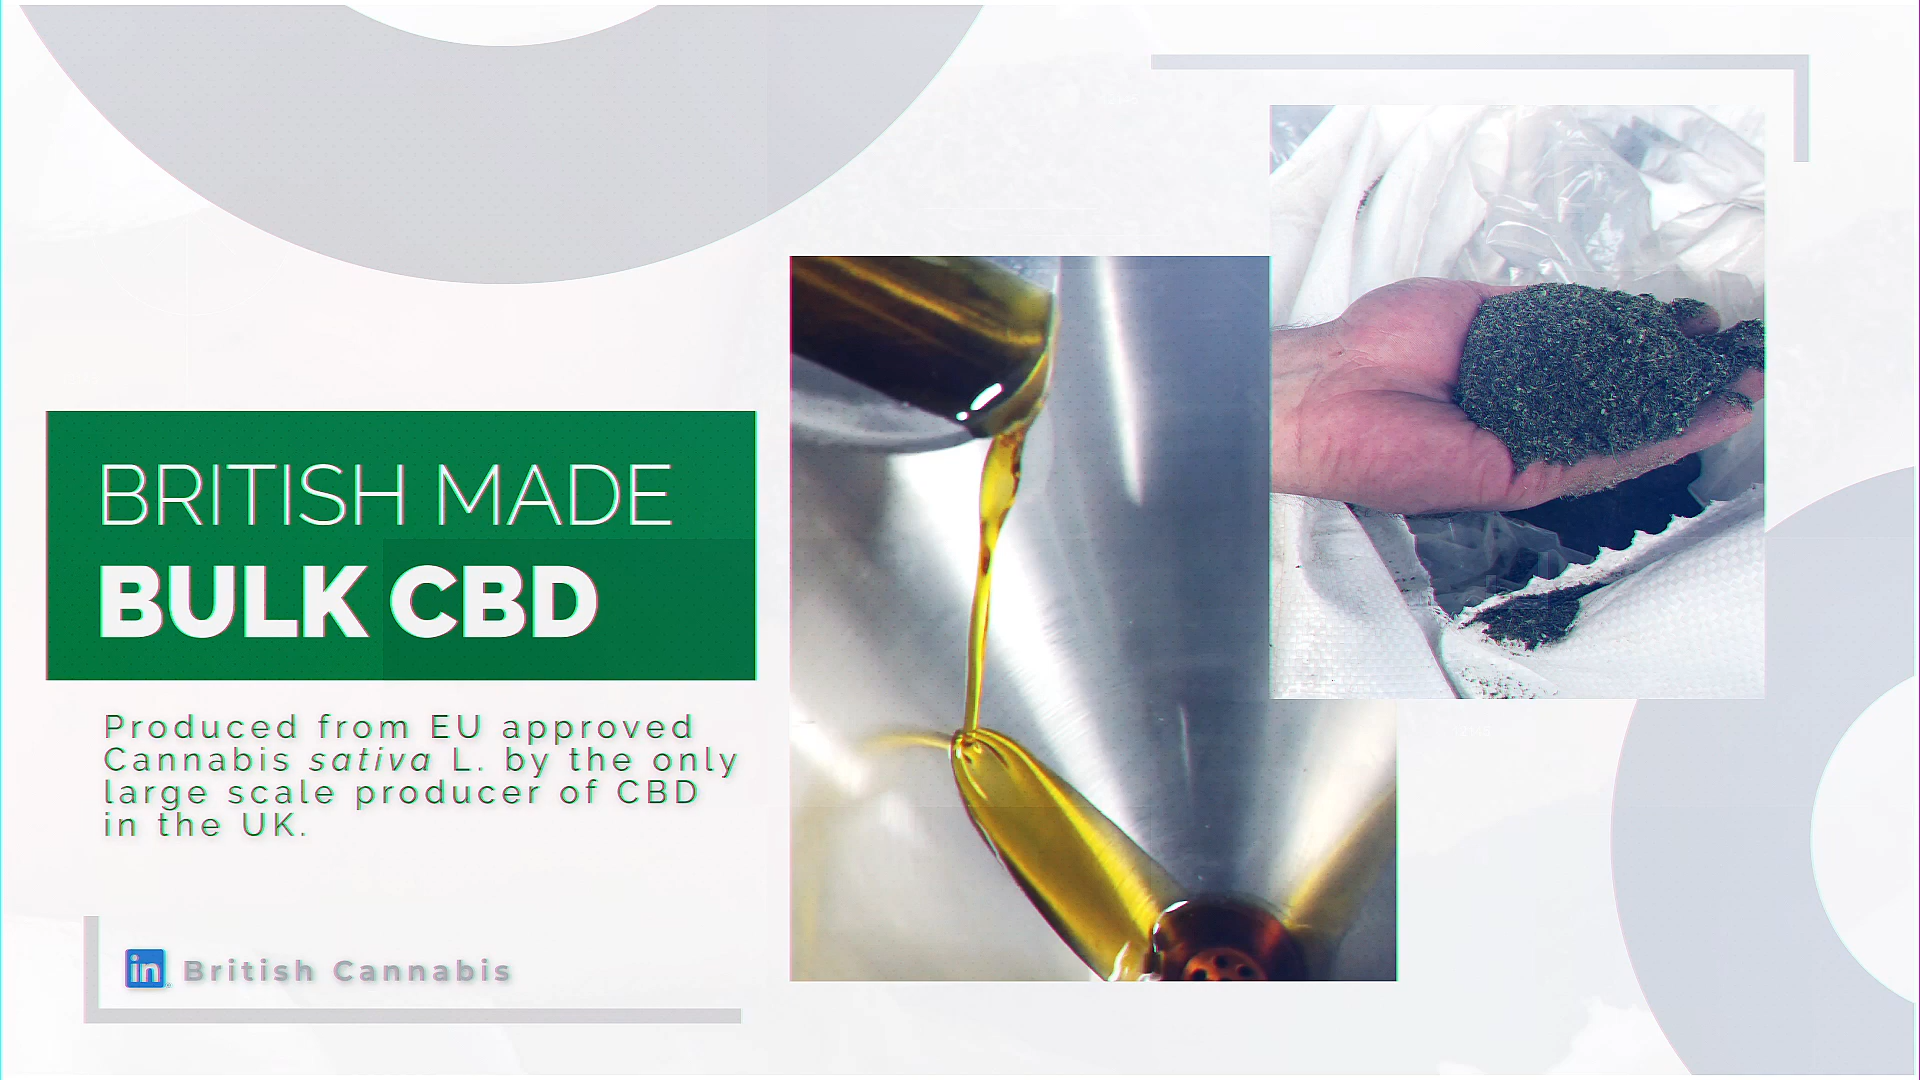 BRITISH MADE
BULK CBD
Produced from EU approved
Cannabis sativa L. by the only
large scale producer of CBD
in the UK.
in British Cannabis